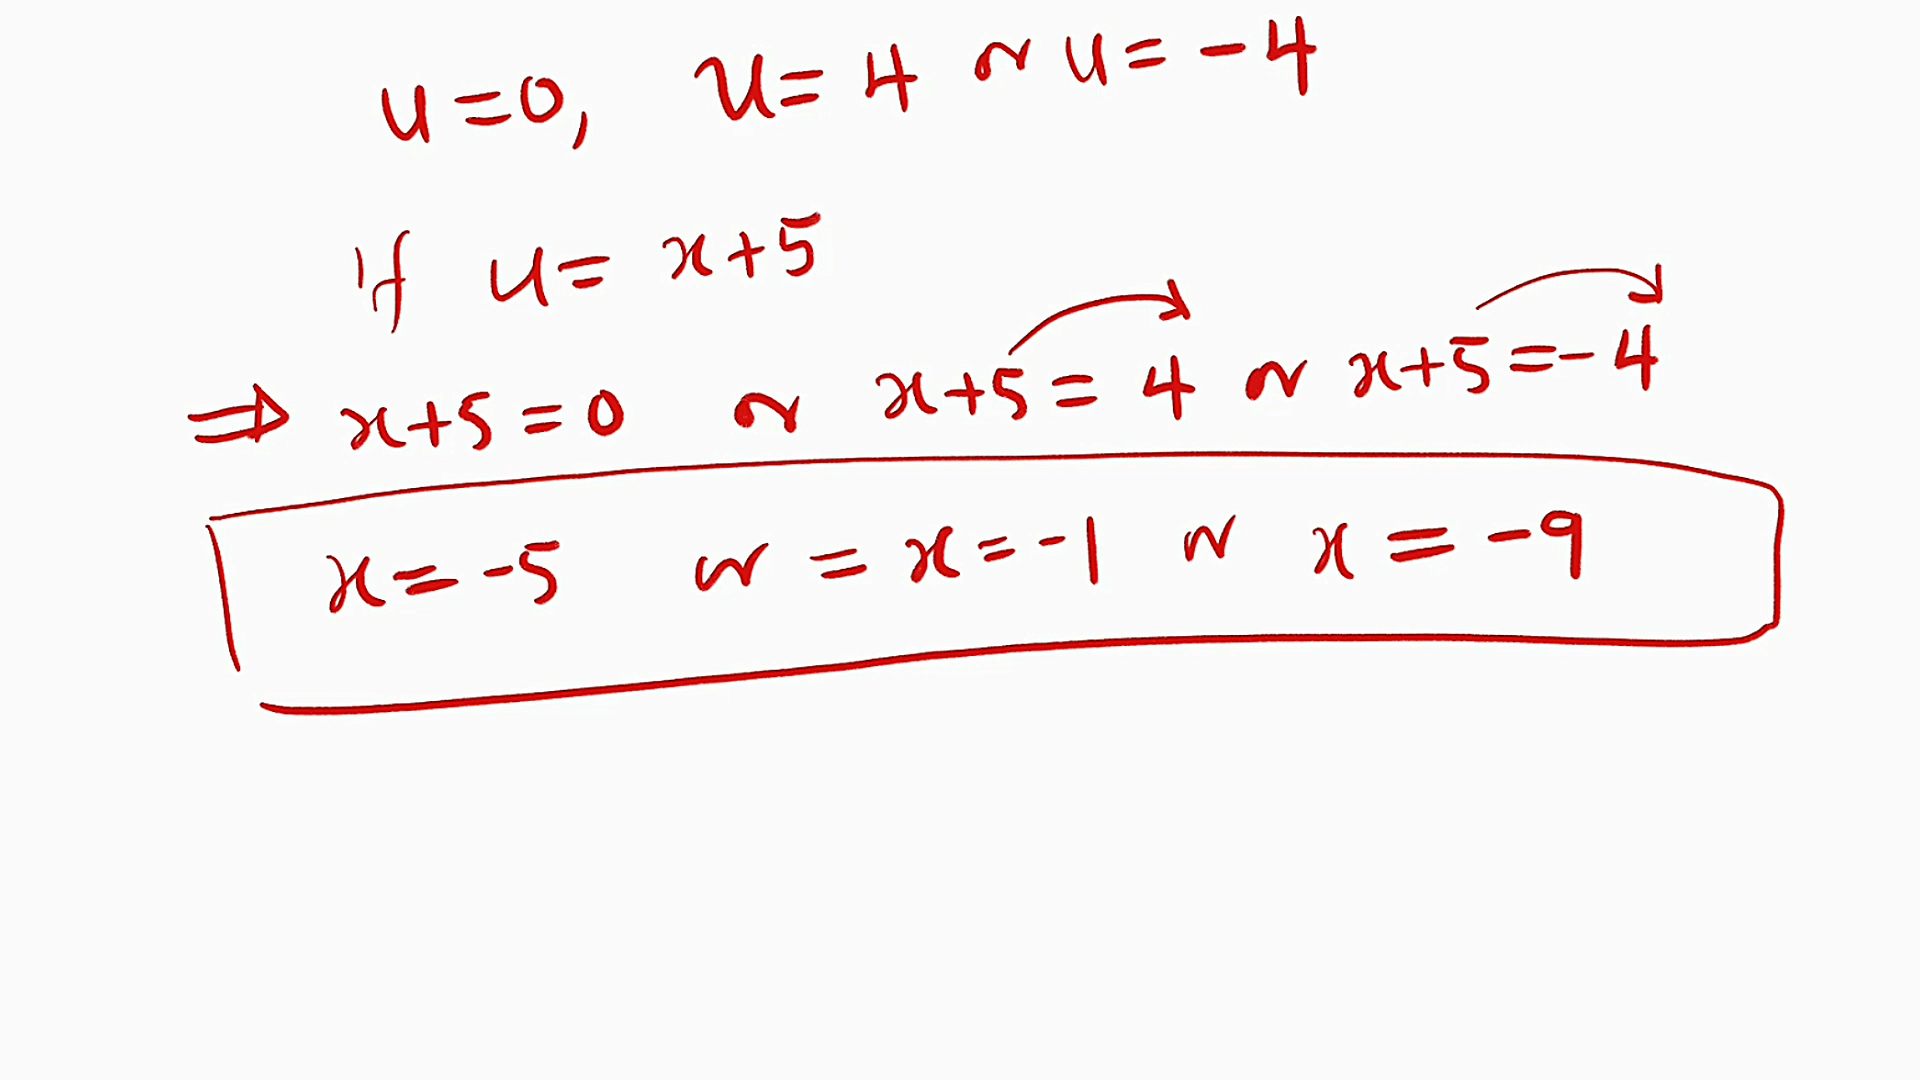 u=0, u=4 or u=-4
If u=x+5
⇒ x+5=0 or x+5=4 or x+5=-4
x=-5 or = x=-1 or x=-9